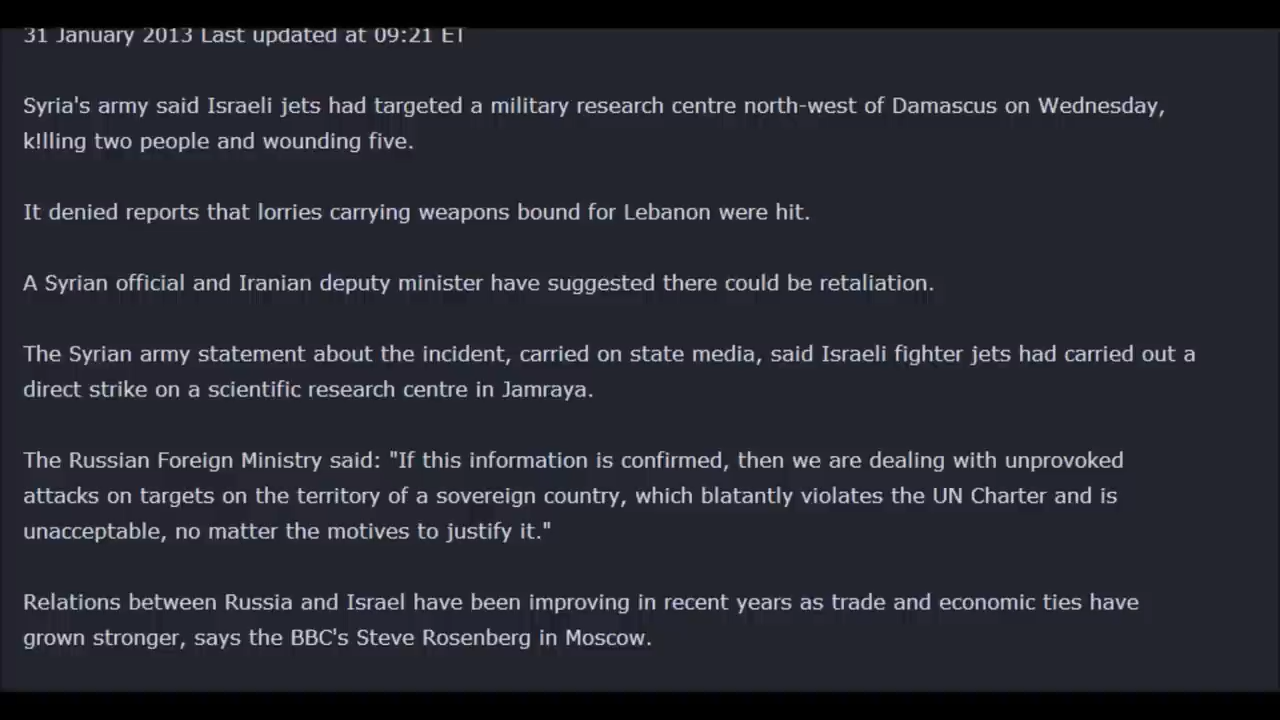 31 January 2013 Last updated at 09:21 ET
Syria's army said Israeli jets had targeted a military research centre north-west of Damascus on Wednesday,
k!lling two people and wounding five.
It denied reports that lorries carrying weapons bound for Lebanon were hit.
A Syrian official and Iranian deputy minister have suggested there could be retaliation.
The Syrian army statement about the incident, carried on state media, said Israeli fighter jets had carried out a
direct strike on a scientific research centre in Jamraya.
The Russian Foreign Ministry said: "If this information is confirmed, then we are dealing with unprovoked
attacks on targets on the territory of a sovereign country, which blatantly violates the UN Charter and is
unacceptable, no matter the motives to justify it."
Relations between Russia and Israel have been improving in recent years as trade and economic ties have
grown stronger, says the BBC's Steve Rosenberg in Moscow.